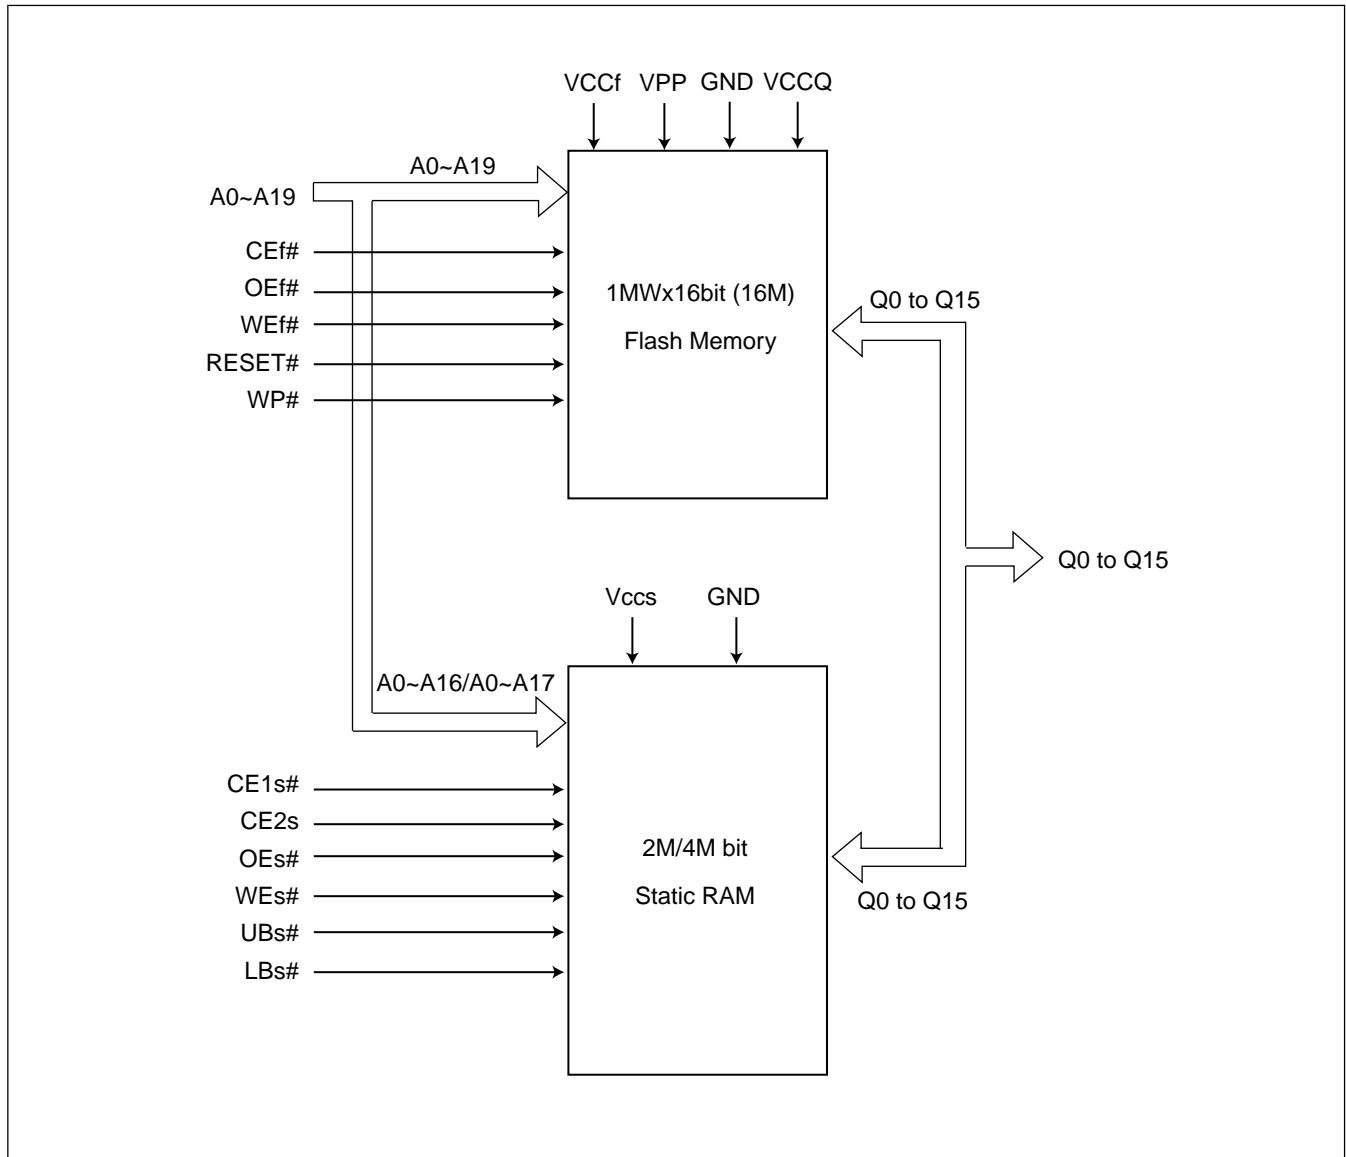 VCCf VPP GND VCCQ
A0~A19
A0~A19
CEf#
OEf#
WEf#
RESET#
WP#
1MWx16bit (16M)
Flash Memory
Q0 to Q15
Q0 to Q15
Vccs GND
A0~A16/A0~A17
CE1s#
CE2s
OEs#
WEs#
UBs#
LBs#
2M/4M bit
Static RAM
Q0 to Q15